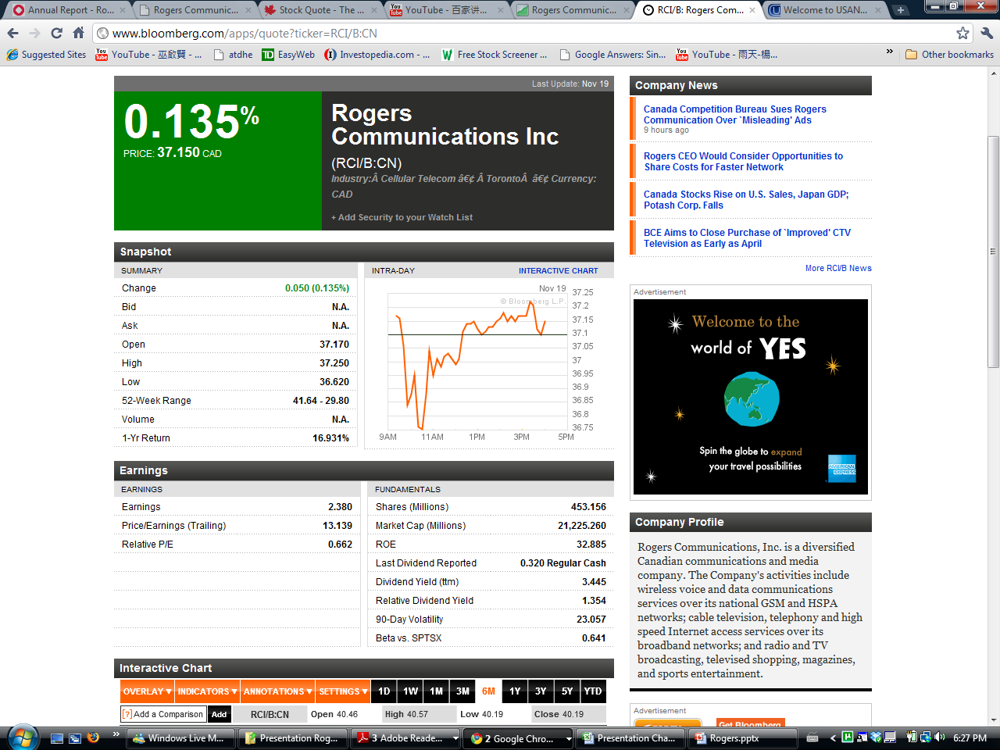 Annual Report - Ro...
Rogers Communic...
Stock Quote - The ...
YouTube - 百家讲...
Rogers Communic...
RCI/B: Rogers Com...
Welcome to USAN...
www.bloomberg.com/apps/quote?ticker=RCI/B:CN
Suggested Sites
YouTube - 巫啟賢 - ...
atdhe
EasyWeb
Investopedia.com - ...
Free Stock Screener ...
Google Answers: Sin...
YouTube - 雨天-楊...
Other bookmarks
Last Update: Nov 19
0.135%
PRICE: 37.150 CAD
Rogers
Communications Inc
(RCI/B:CN)
Industry:Â Cellular Telecom â€¢ Â TorontoÂ  â€¢ Currency:
CAD
+ Add Security to your Watch List
Snapshot
SUMMARY
Change 0.050 (0.135%)
Bid N.A.
Ask N.A.
Open 37.170
High 37.250
Low 36.620
52-Week Range 41.64 - 29.80
Volume N.A.
1-Yr Return 16.931%
INTRA-DAY INTERACTIVE CHART
Nov 19
© Bloomberg L.P.
37.25
37.2
37.15
37.1
37.05
37
36.95
36.9
36.85
36.8
36.75
9AM 11AM 1PM 3PM 5PM
Earnings
EARNINGS
Earnings 2.380
Price/Earnings (Trailing) 13.139
Relative P/E 0.662
FUNDAMENTALS
Shares (Millions) 453.156
Market Cap (Millions) 21,225.260
ROE 32.885
Last Dividend Reported 0.320 Regular Cash
Dividend Yield (ttm) 3.445
Relative Dividend Yield 1.354
90-Day Volatility 23.057
Beta vs. SPTSX 0.641
Interactive Chart
OVERLAY ▾ INDICATORS ▾ ANNOTATIONS ▾ SETTINGS ▾ 1D 1W 1M 3M 6M 1Y 3Y 5Y YTD
[?] Add a Comparison Add RCI/B:CN Open 40.46 High 40.57 Low 40.19 Close 40.19
Company News
Canada Competition Bureau Sues Rogers
Communication Over `Misleading' Ads
9 hours ago
Rogers CEO Would Consider Opportunities to
Share Costs for Faster Network
Canada Stocks Rise on U.S. Sales, Japan GDP;
Potash Corp. Falls
BCE Aims to Close Purchase of `Improved' CTV
Television as Early as April
More RCI/B News
Advertisement
Welcome to the
world of YES
Spin the globe to expand
your travel possibilities
AMERICAN
EXPRESS
Company Profile
Rogers Communications, Inc. is a diversified
Canadian communications and media
company. The Company's activities include
wireless voice and data communications
services over its national GSM and HSPA
networks; cable television, telephony and high
speed Internet access services over its
broadband networks; and radio and TV
broadcasting, televised shopping, magazines,
and sports entertainment.
Advertisement
Get Bloomberg
Windows Live M...
Presentation Rog...
3 Adobe Reade...
2 Google Chro...
Presentation Cha...
Rogers.pptx
6:27 PM